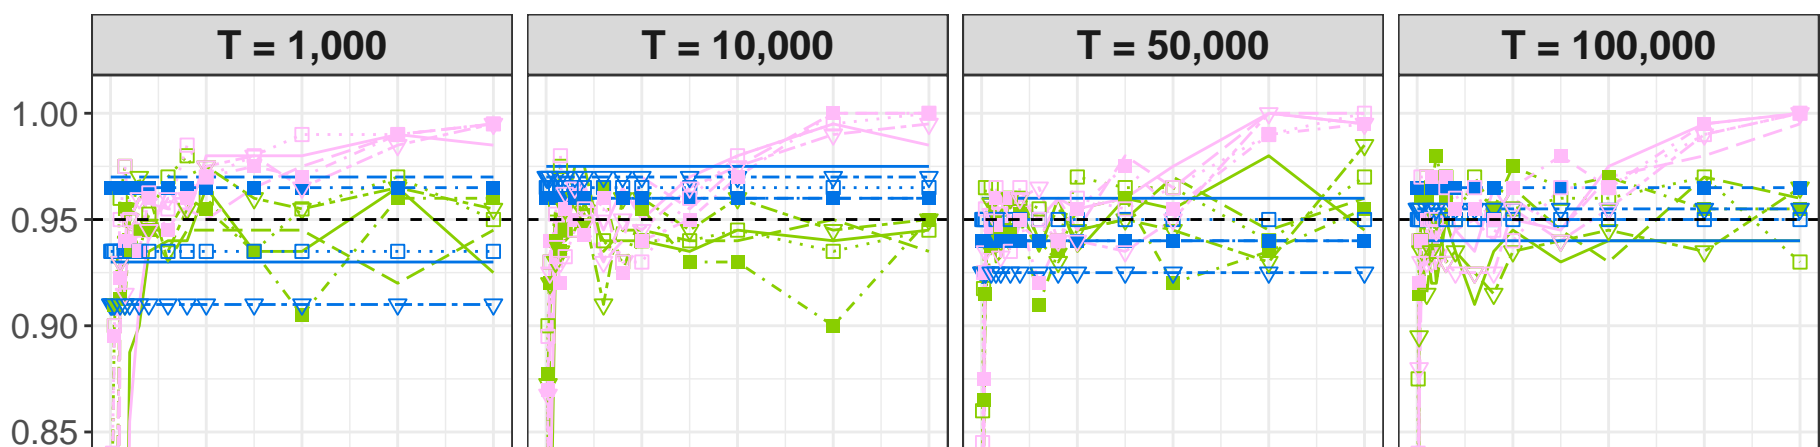 T = 1,000
T = 10,000
T = 50,000
T = 100,000
1.00
0.95
0.90
0.85